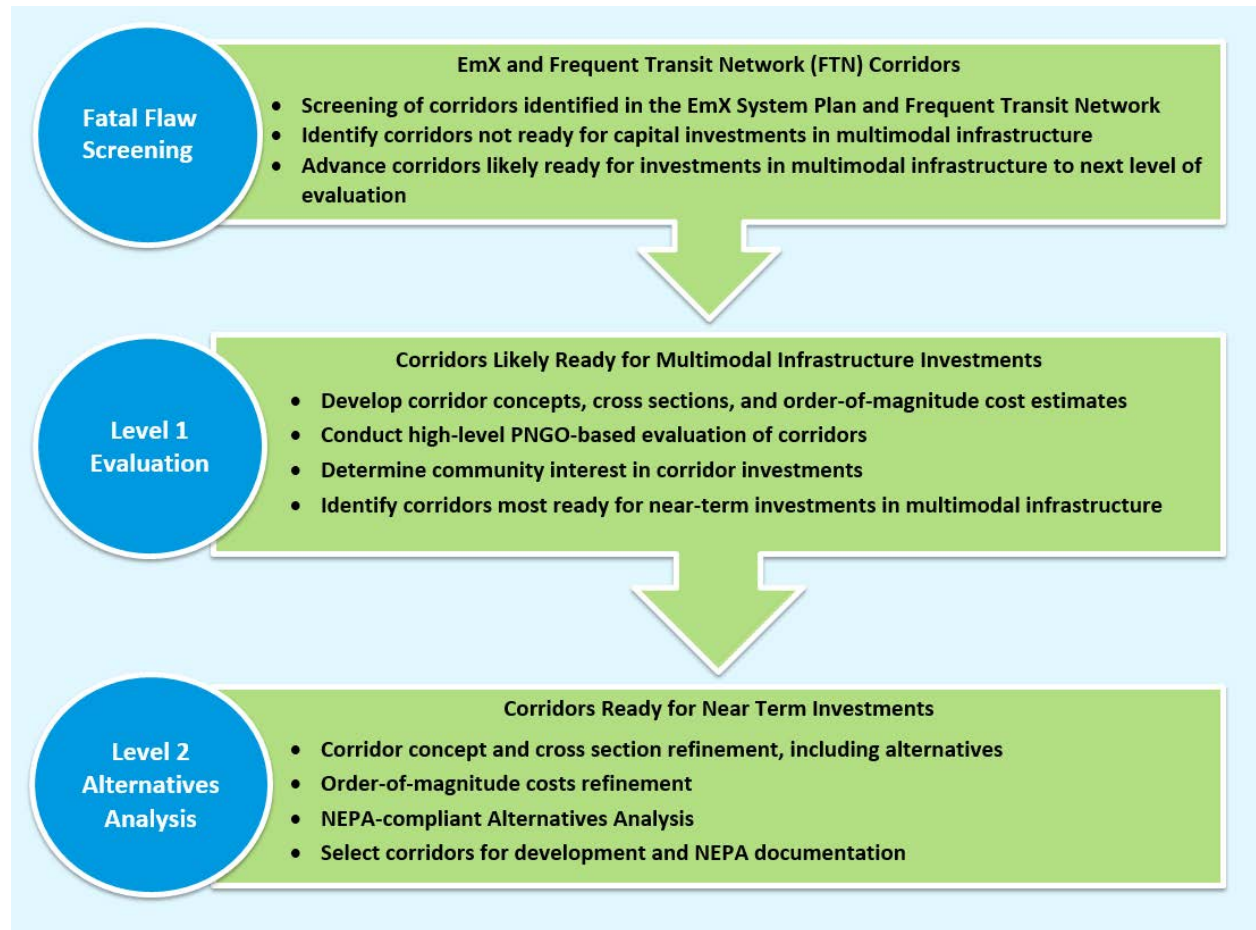 Fatal Flaw
Screening
EmX and Frequent Transit Network (FTN) Corridors
• Screening of corridors identified in the EmX System Plan and Frequent Transit Network
• Identify corridors not ready for capital investments in multimodal infrastructure
• Advance corridors likely ready for investments in multimodal infrastructure to next level of
evaluation
Level 1
Evaluation
Corridors Likely Ready for Multimodal Infrastructure Investments
• Develop corridor concepts, cross sections, and order-of-magnitude cost estimates
• Conduct high-level PNGO-based evaluation of corridors
• Determine community interest in corridor investments
• Identify corridors most ready for near-term investments in multimodal infrastructure
Level 2
Alternatives
Analysis
Corridors Ready for Near Term Investments
• Corridor concept and cross section refinement, including alternatives
• Order-of-magnitude costs refinement
• NEPA-compliant Alternatives Analysis
• Select corridors for development and NEPA documentation